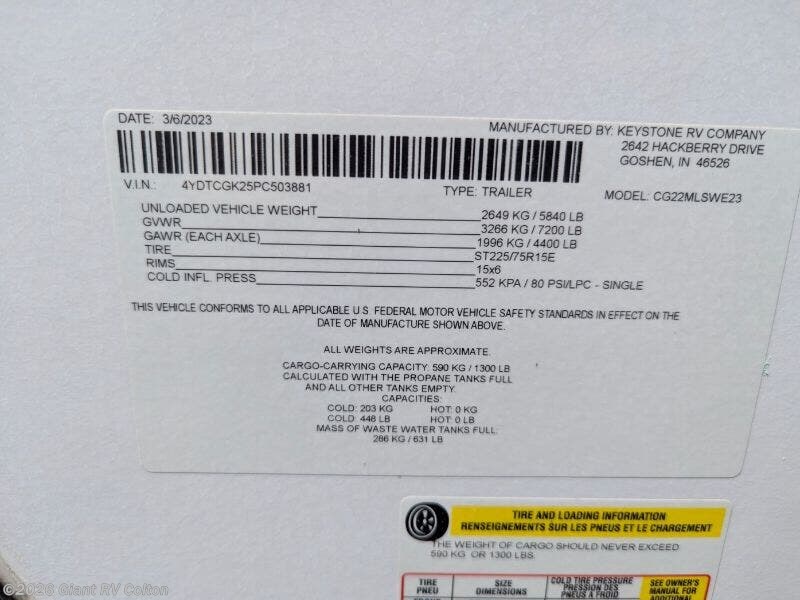 DATE: 3/6/2023
MANUFACTURED BY: KEYSTONE RV COMPANY
2642 HACKBERRY DRIVE
GOSHEN, IN 46526
V.I.N.: 4YDTCGK25PC503881 TYPE: TRAILER MODEL: CG22MLSWE23
UNLOADED VEHICLE WEIGHT 2649 KG / 5840 LB
GVWR 3266 KG / 7200 LB
GAWR (EACH AXLE) 1996 KG / 4400 LB
TIRE ST225/75R15E
RIMS 15x6
COLD INFL. PRESS 552 KPA / 80 PSI/LPC - SINGLE
THIS VEHICLE CONFORMS TO ALL APPLICABLE U.S. FEDERAL MOTOR VEHICLE SAFETY STANDARDS IN EFFECT ON THE
DATE OF MANUFACTURE SHOWN ABOVE.
ALL WEIGHTS ARE APPROXIMATE.
CARGO-CARRYING CAPACITY: 590 KG / 1300 LB
CALCULATED WITH THE PROPANE TANKS FULL
AND ALL OTHER TANKS EMPTY.
CAPACITIES:
COLD: 203 KG HOT: 0 KG
COLD: 448 LB HOT: 0 LB
MASS OF WASTE WATER TANKS FULL:
286 KG / 631 LB
TIRE AND LOADING INFORMATION
RENSEIGNEMENTS SUR LES PNEUS ET LE CHARGEMENT
THE WEIGHT OF CARGO SHOULD NEVER EXCEED
590 KG OR 1300 LBS.
TIRE
PNEU
SIZE
DIMENSIONS
COLD TIRE PRESSURE
PRESSION DES
PNEUS A FROID
SEE OWNER'S
MANUAL FOR
ADDITIONAL
Giant RV Colton